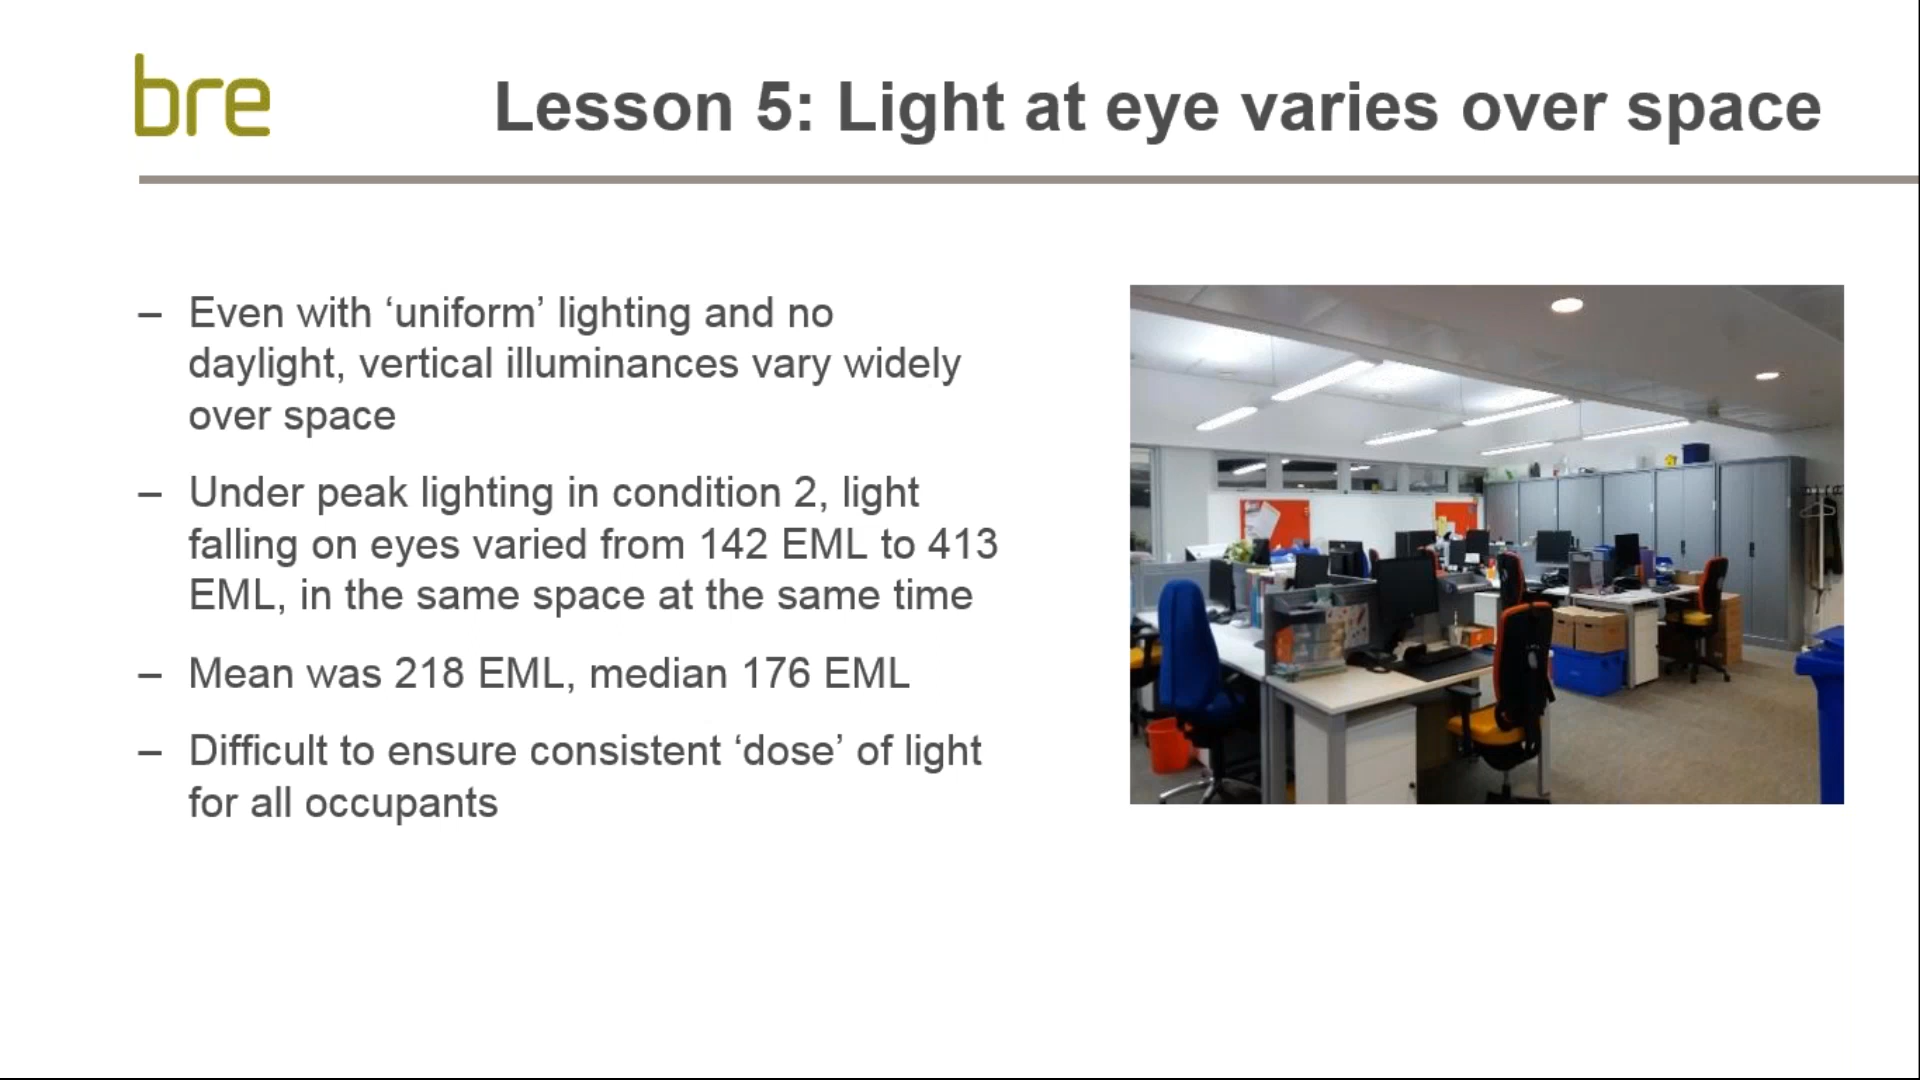 bre
Lesson 5: Light at eye varies over space
– Even with ‘uniform’ lighting and no
daylight, vertical illuminances vary widely
over space
– Under peak lighting in condition 2, light
falling on eyes varied from 142 EML to 413
EML, in the same space at the same time
– Mean was 218 EML, median 176 EML
– Difficult to ensure consistent ‘dose’ of light
for all occupants